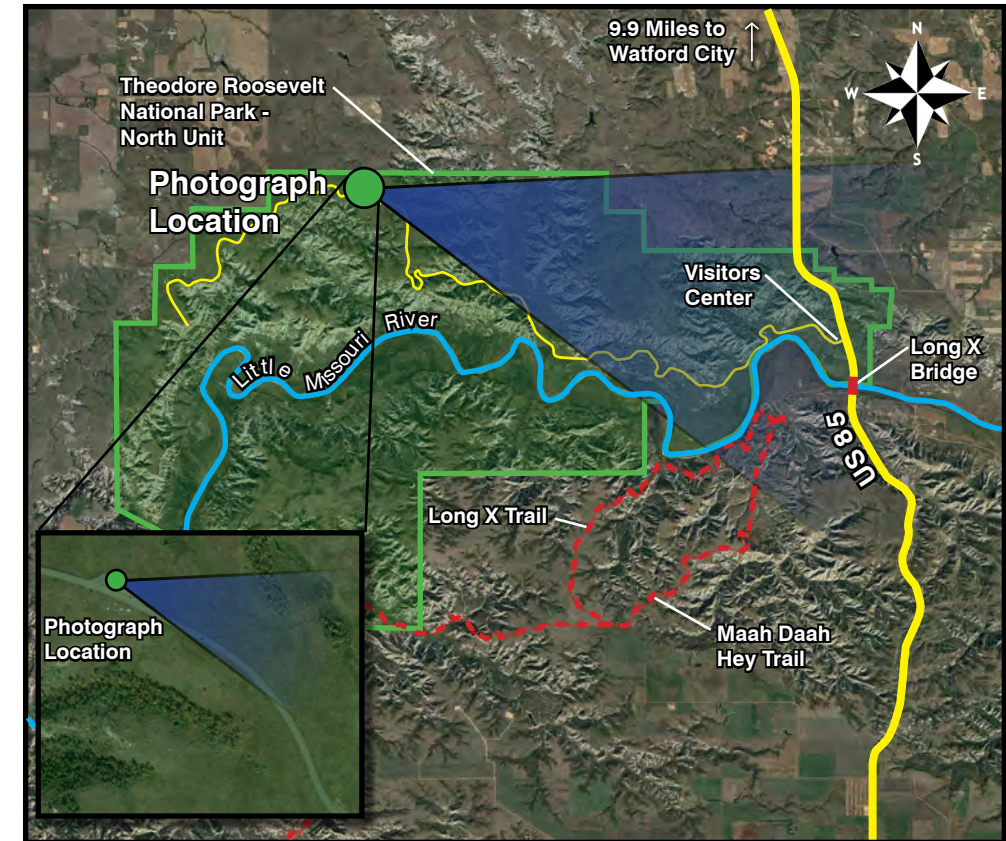 9.9 Miles to
Watford City
N
W
E
S
Theodore Roosevelt
National Park -
North Unit
Photograph
Location
Visitors
Center
Little Missouri River
Long X
Bridge
US 85
Long X Trail
Photograph
Location
Maah Daah
Hey Trail